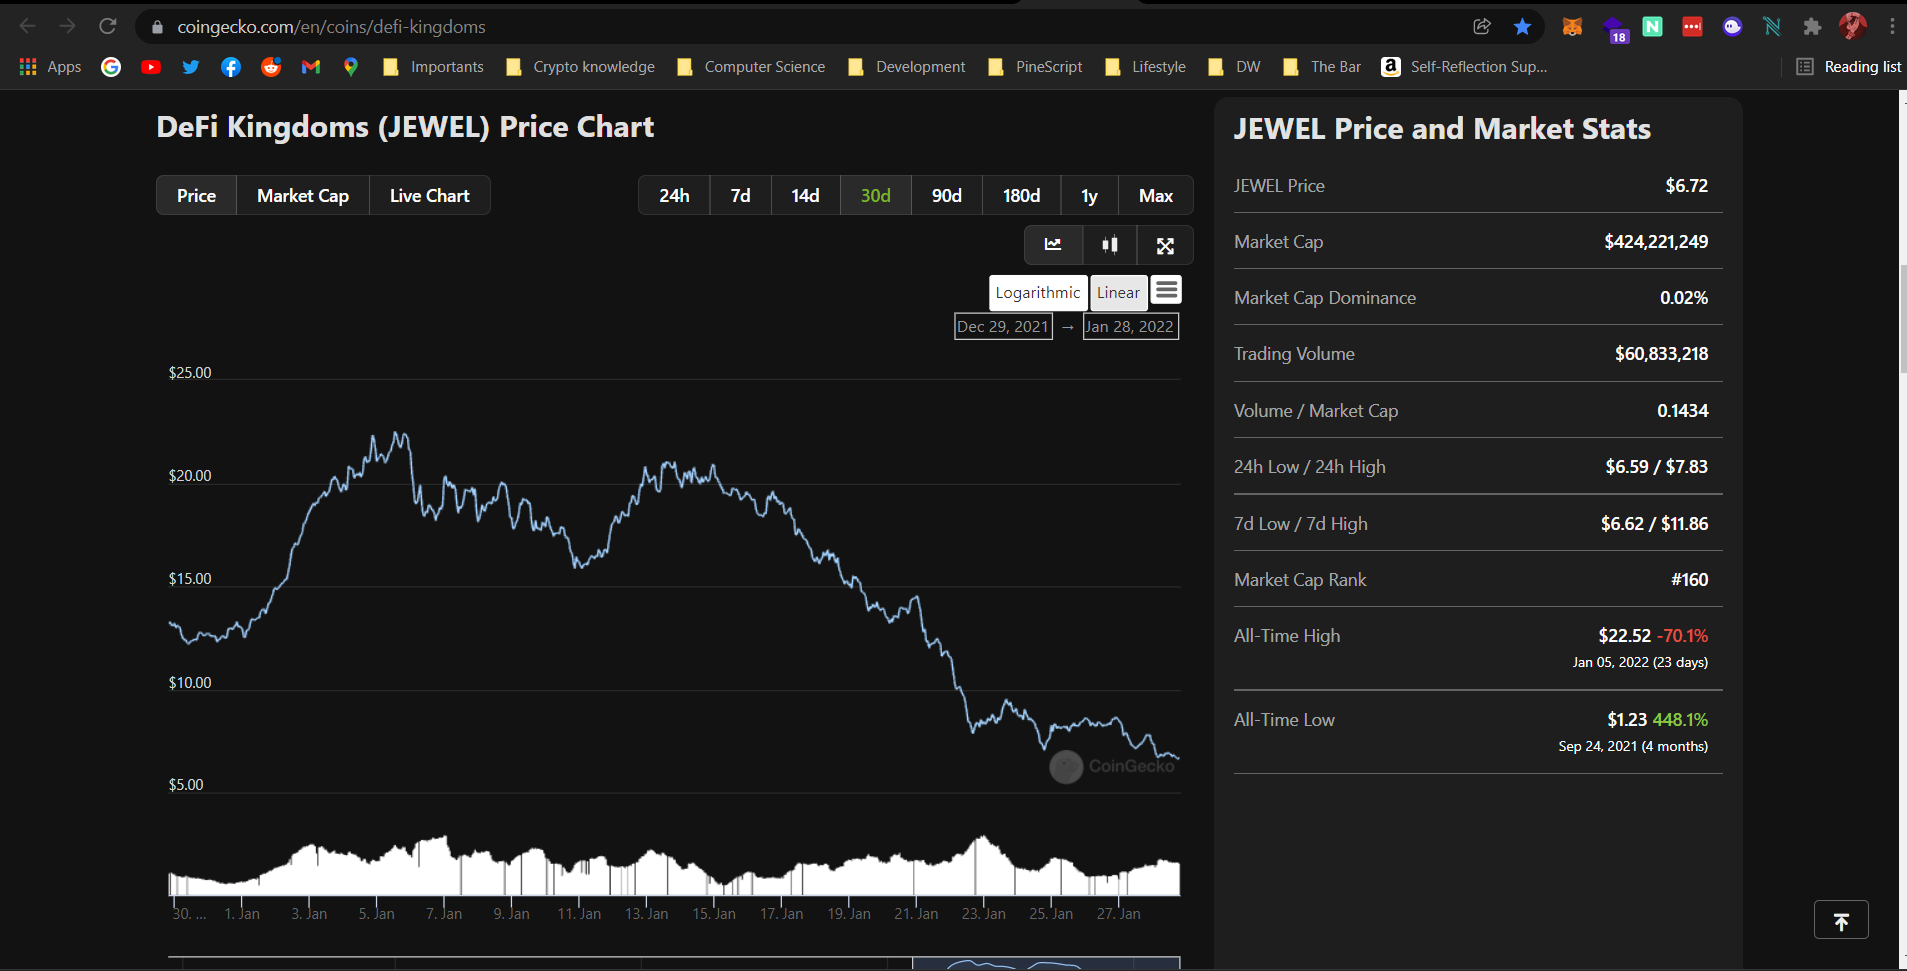 coingecko.com/en/coins/defi-kingdoms
18
Apps
Importants
Crypto knowledge
Computer Science
Development
PineScript
Lifestyle
DW
The Bar
Self-Reflection Sup...
Reading list
DeFi Kingdoms (JEWEL) Price Chart
Price Market Cap Live Chart
24h 7d 14d 30d 90d 180d 1y Max
Logarithmic Linear
Dec 29, 2021 → Jan 28, 2022
$25.00
$20.00
$15.00
$10.00
$5.00
CoinGecko
30. ... 1. Jan 3. Jan 5. Jan 7. Jan 9. Jan 11. Jan 13. Jan 15. Jan 17. Jan 19. Jan 21. Jan 23. Jan 25. Jan 27. Jan
JEWEL Price and Market Stats
JEWEL Price $6.72
Market Cap $424,221,249
Market Cap Dominance 0.02%
Trading Volume $60,833,218
Volume / Market Cap 0.1434
24h Low / 24h High $6.59 / $7.83
7d Low / 7d High $6.62 / $11.86
Market Cap Rank #160
All-Time High $22.52 -70.1%
Jan 05, 2022 (23 days)
All-Time Low $1.23 448.1%
Sep 24, 2021 (4 months)